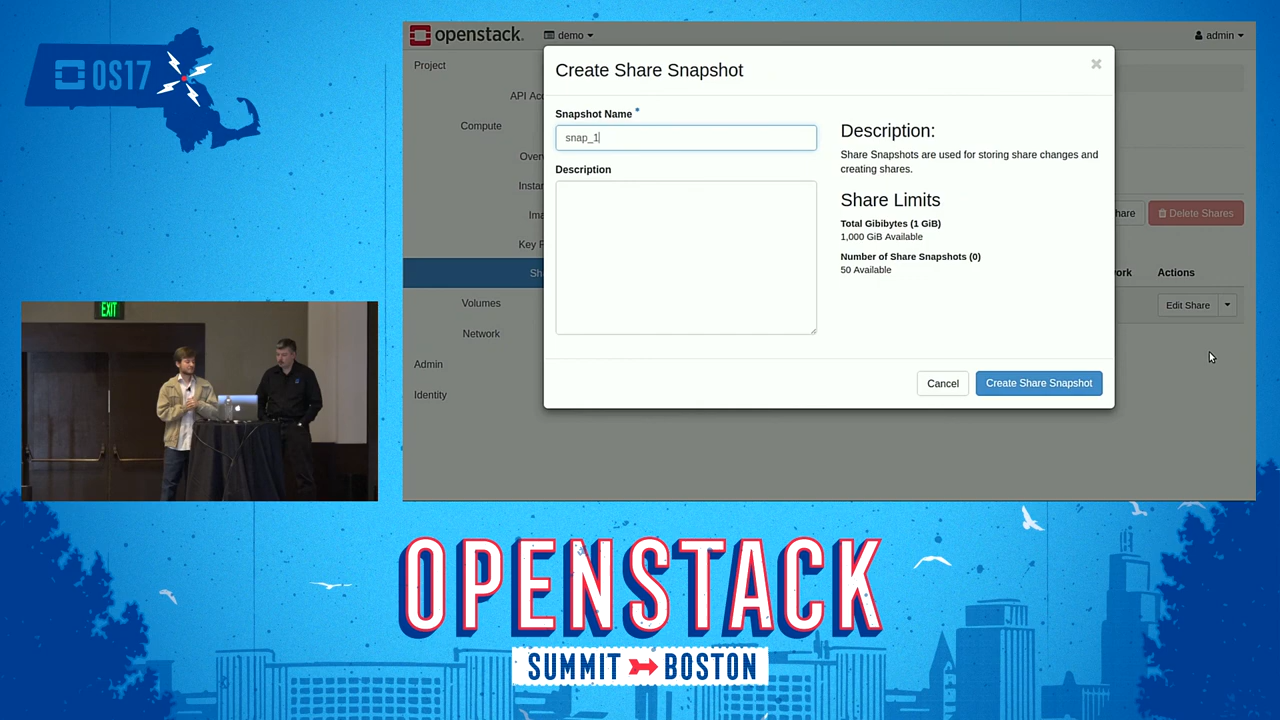 OS17
openstack.
demo
admin
Project
API Acc
Compute
Overv
Instan
Ima
Key P
Sh
Volumes
Network
Admin
Identity
Create Share Snapshot
×
Snapshot Name *
snap_1
Description
Description:
Share Snapshots are used for storing share changes and
creating shares.
Share Limits
Total Gibibytes (1 GiB)
1,000 GiB Available
Number of Share Snapshots (0)
50 Available
Cancel
Create Share Snapshot
hare
Delete Shares
ork
Actions
Edit Share
EXIT
OPENSTACK
SUMMIT BOSTON